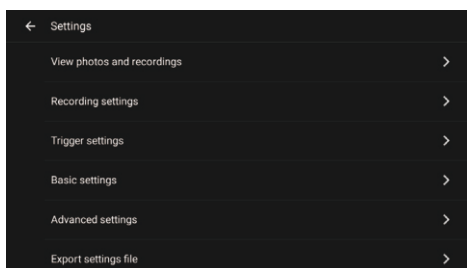 Settings
View photos and recordings
Recording settings
Trigger settings
Basic settings
Advanced settings
Export settings file